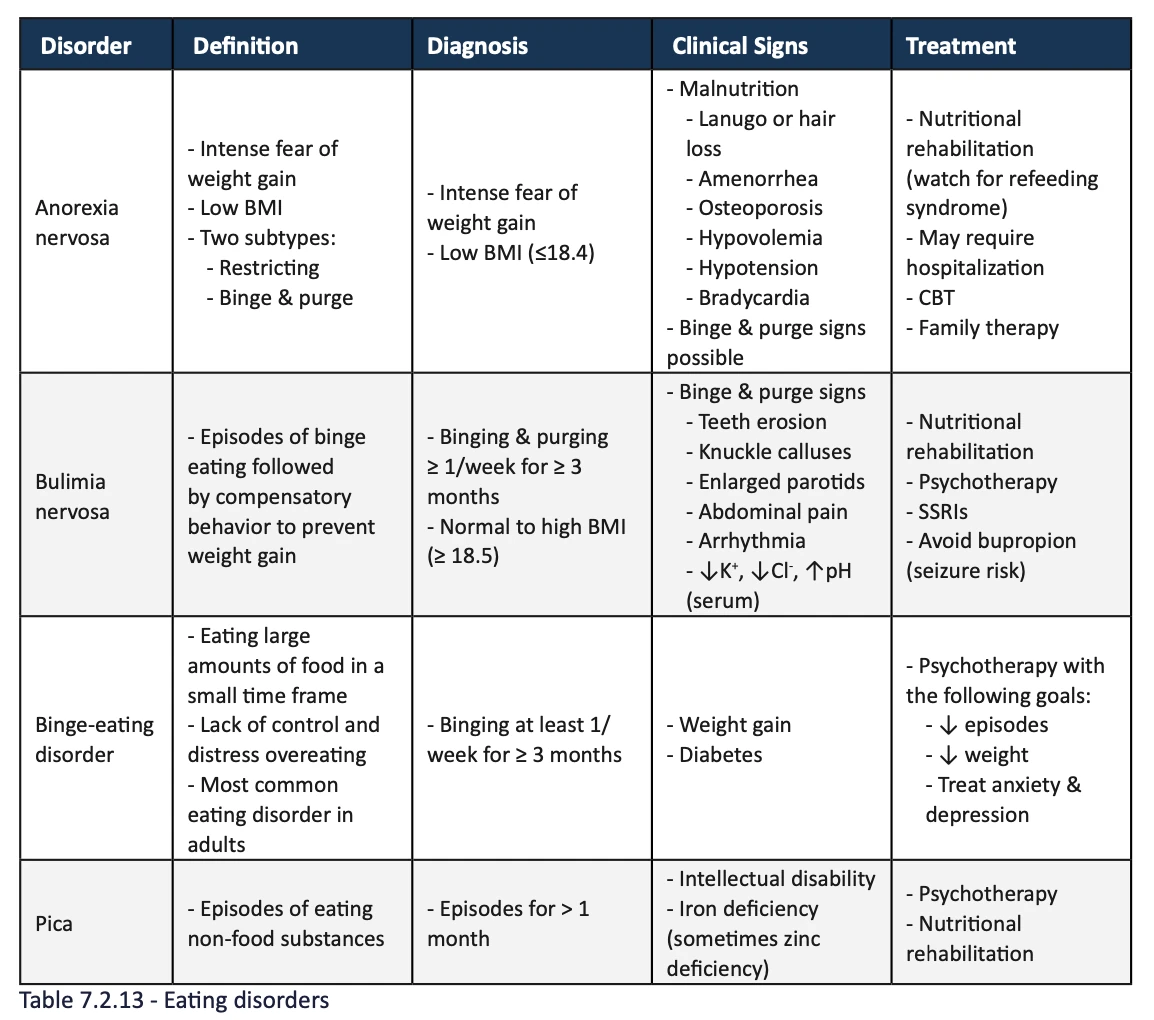 Disorder
Definition
Diagnosis
Clinical Signs
Treatment
Anorexia
nervosa
- Intense fear of
weight gain
- Low BMI
- Two subtypes:
- Restricting
- Binge & purge
- Intense fear of
weight gain
- Low BMI (≤18.4)
- Malnutrition
- Lanugo or hair
loss
- Amenorrhea
- Osteoporosis
- Hypovolemia
- Hypotension
- Bradycardia
- Binge & purge signs
possible
- Nutritional
rehabilitation
(watch for refeeding
syndrome)
- May require
hospitalization
- CBT
- Family therapy
Bulimia
nervosa
- Episodes of binge
eating followed
by compensatory
behavior to prevent
weight gain
- Binging & purging
≥ 1/week for ≥ 3
months
- Normal to high BMI
(≥ 18.5)
- Binge & purge signs
- Teeth erosion
- Knuckle calluses
- Enlarged parotids
- Abdominal pain
- Arrhythmia
- ↓K⁺, ↓Cl⁻, ↑pH
(serum)
- Nutritional
rehabilitation
- Psychotherapy
- SSRIs
- Avoid bupropion
(seizure risk)
Binge-eating
disorder
- Eating large
amounts of food in a
small time frame
- Lack of control and
distress overeating
- Most common
eating disorder in
adults
- Binging at least 1/
week for ≥ 3 months
- Weight gain
- Diabetes
- Psychotherapy with
the following goals:
- ↓ episodes
- ↓ weight
- Treat anxiety &
depression
Pica
- Episodes of eating
non-food substances
- Episodes for > 1
month
- Intellectual disability
- Iron deficiency
(sometimes zinc
deficiency)
- Psychotherapy
- Nutritional
rehabilitation
Table 7.2.13 - Eating disorders